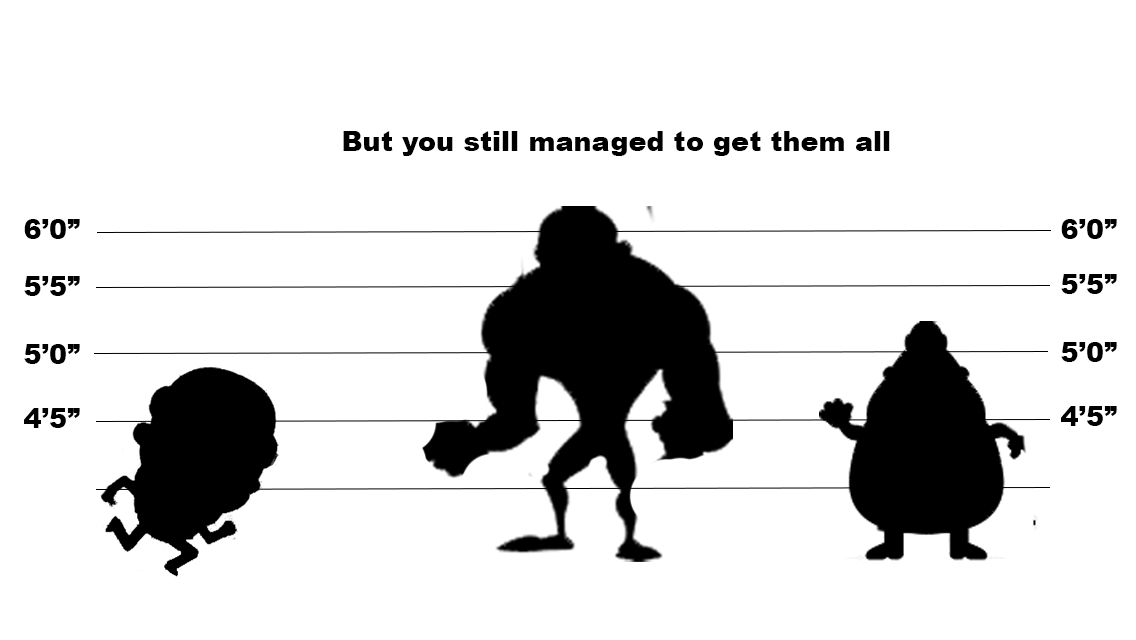 But you still managed to get them all
6’0” 6’0”
5’5” 5’5”
5’0” 5’0”
4’5” 4’5”